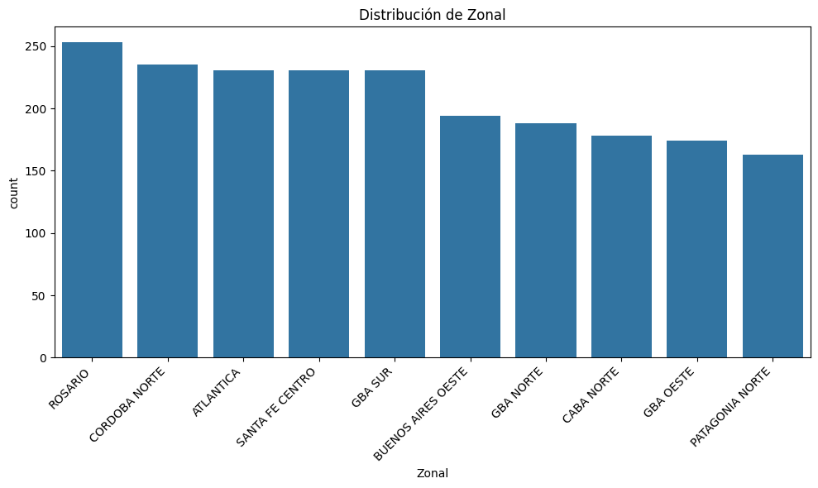 Distribución de Zonal
count
250
200
150
100
50
0
ROSARIO
CORDOBA NORTE
ATLANTICA
SANTA FE CENTRO
GBA SUR
BUENOS AIRES OESTE
GBA NORTE
CABA NORTE
GBA OESTE
PATAGONIA NORTE
Zonal